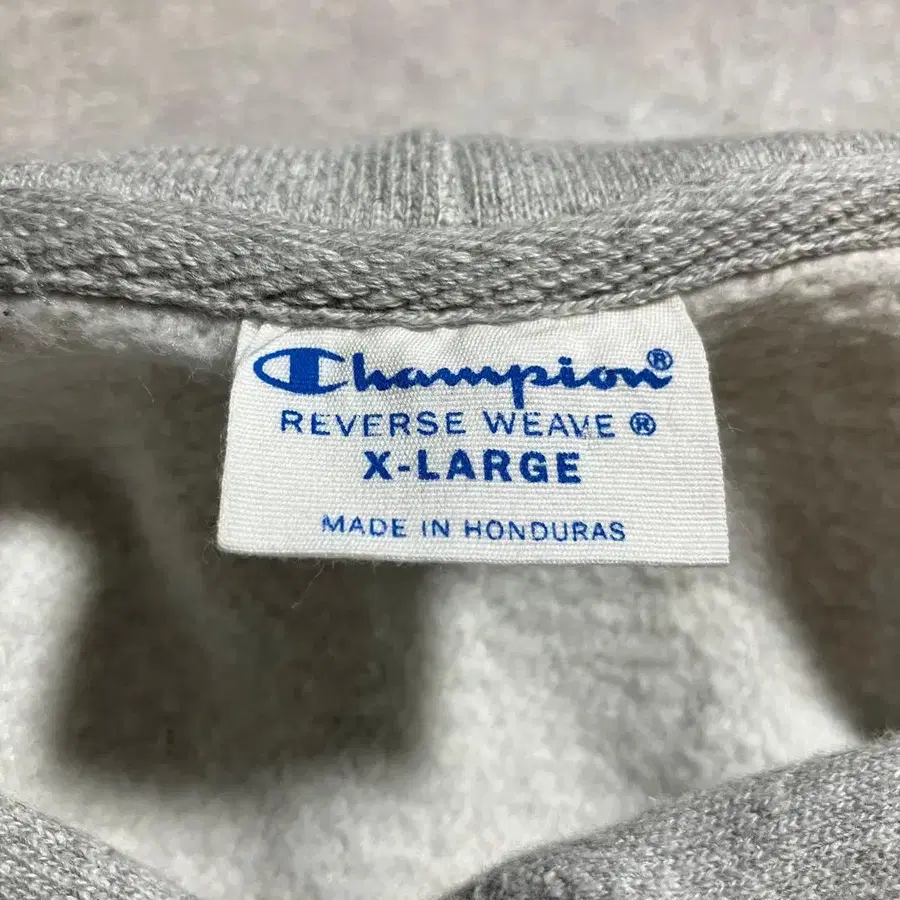 Champion®
REVERSE WEAVE ®
X-LARGE
MADE IN HONDURAS